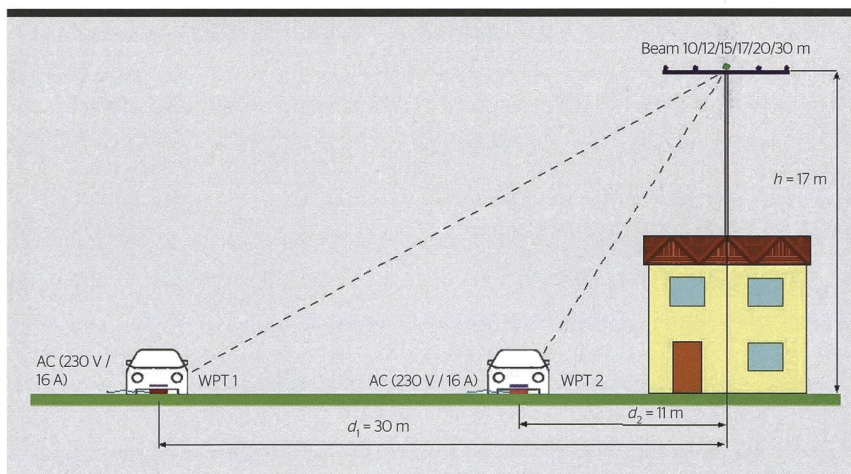 Beam 10/12/15/17/20/30 m
h = 17 m
AC (230 V /
16 A)
WPT 1
AC (230 V / 16 A)
WPT 2
d₂ = 11 m
d₁ = 30 m